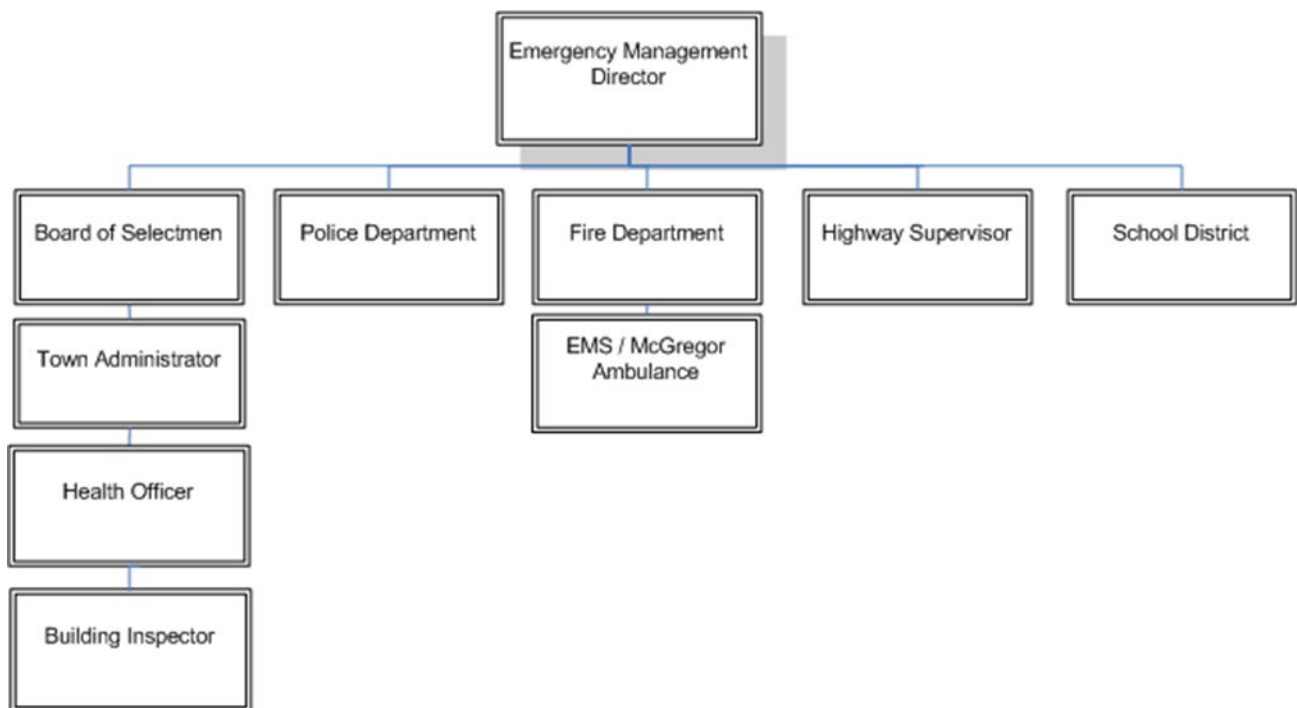 Emergency Management
Director
Board of Selectmen
Police Department
Fire Department
Highway Supervisor
School District
Town Administrator
EMS / McGregor
Ambulance
Health Officer
Building Inspector